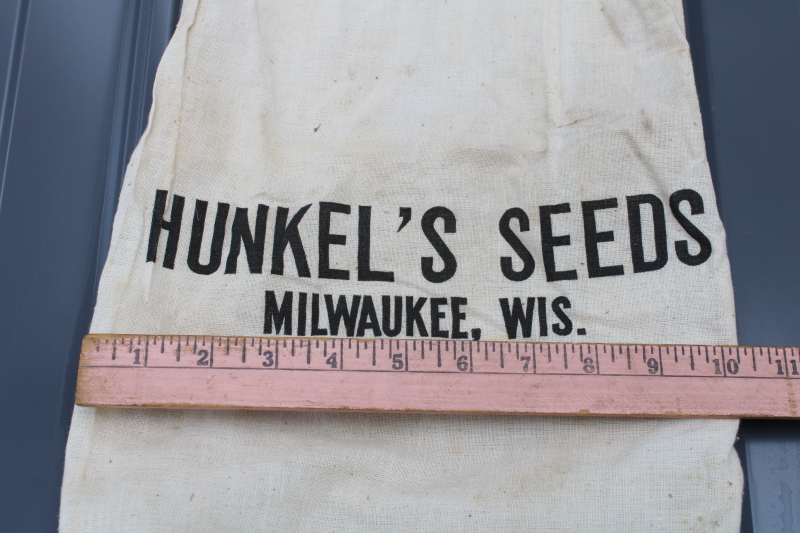 HUNKEL'S SEEDS
MILWAUKEE, WIS.
1 2 3 4 5 6 7 8 9 10 11